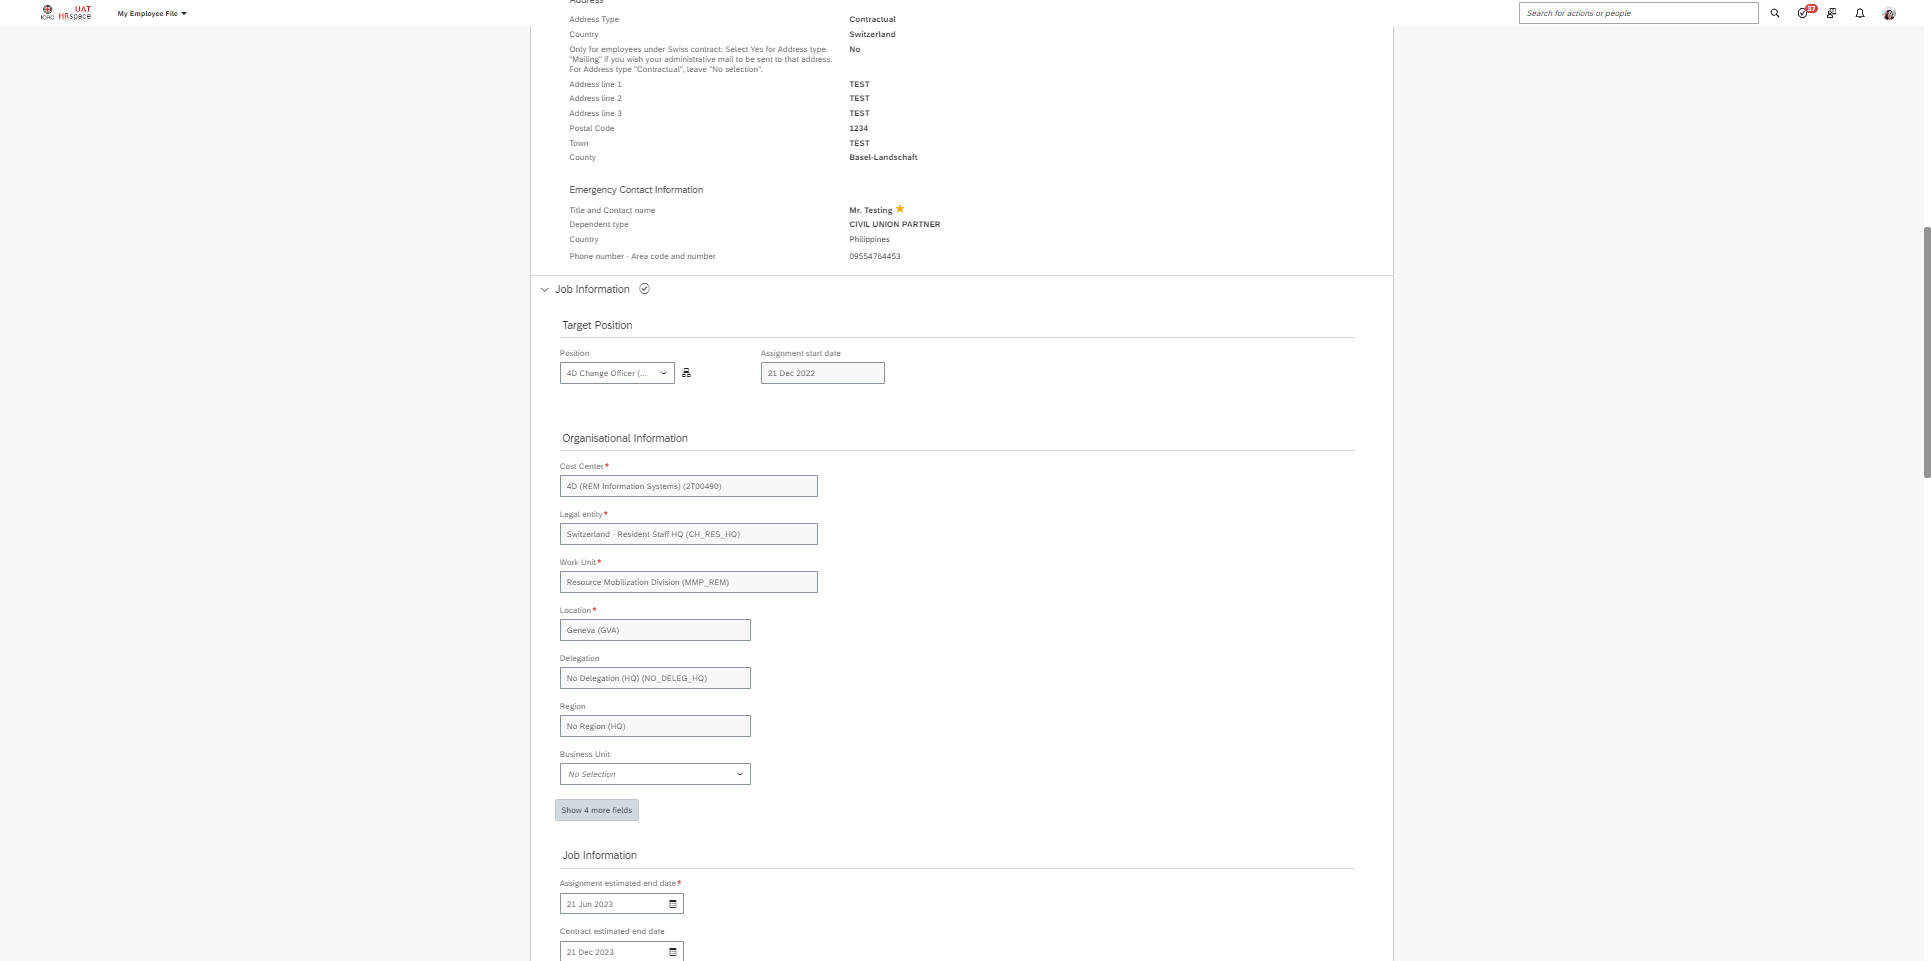 ICRC UAT HRspace
My Employee File
Search for actions or people
37
Address
Address Type Contractual
Country Switzerland
Only for employees under Swiss contract: Select Yes for Address type No
"Mailing" if you wish your administrative mail to be sent to that address.
For Address type "Contractual", leave "No selection".
Address line 1 TEST
Address line 2 TEST
Address line 3 TEST
Postal Code 1234
Town TEST
County Basel-Landschaft
Emergency Contact Information
Title and Contact name Mr. Testing
Dependent type CIVIL UNION PARTNER
Country Philippines
Phone number - Area code and number 09554764453
Job Information
Target Position
Position Assignment start date
4D Change Officer (... 21 Dec 2022
Organisational Information
Cost Center*
4D (REM Information Systems) (2T00490)
Legal entity*
Switzerland - Resident Staff HQ (CH_RES_HQ)
Work Unit*
Resource Mobilization Division (MMP_REM)
Location*
Geneva (GVA)
Delegation
No Delegation (HQ) (NO_DELEG_HQ)
Region
No Region (HQ)
Business Unit
No Selection
Show 4 more fields
Job Information
Assignment estimated end date*
21 Jun 2023
Contract estimated end date
21 Dec 2023